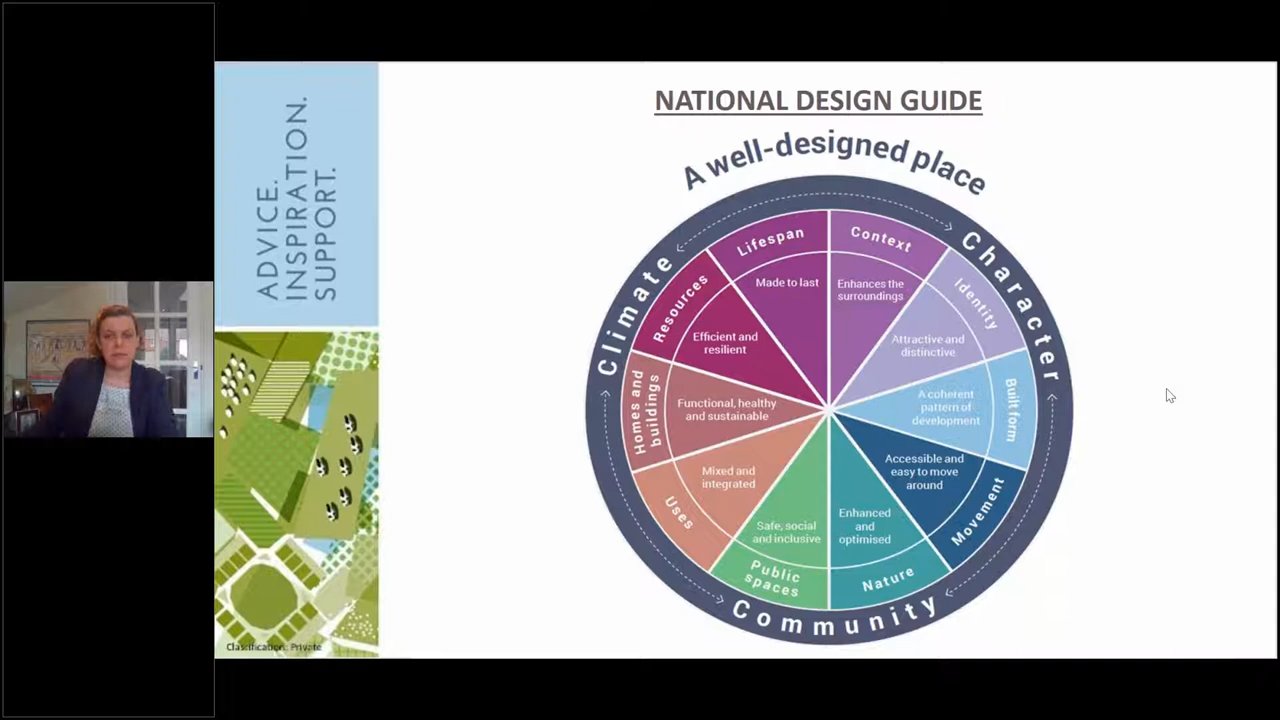 ADVICE.
INSPIRATION.
SUPPORT.
Classification: Private
NATIONAL DESIGN GUIDE
A well-designed place
Climate
Character
Community
Context
Enhances the
surroundings
Identity
Attractive and
distinctive
Built form
A coherent
pattern of
development
Movement
Accessible and
easy to move
around
Nature
Enhanced
and
optimised
Public
spaces
Safe, social
and inclusive
Uses
Mixed and
integrated
Homes and
buildings
Functional, healthy
and sustainable
Resources
Efficient and
resilient
Lifespan
Made to last